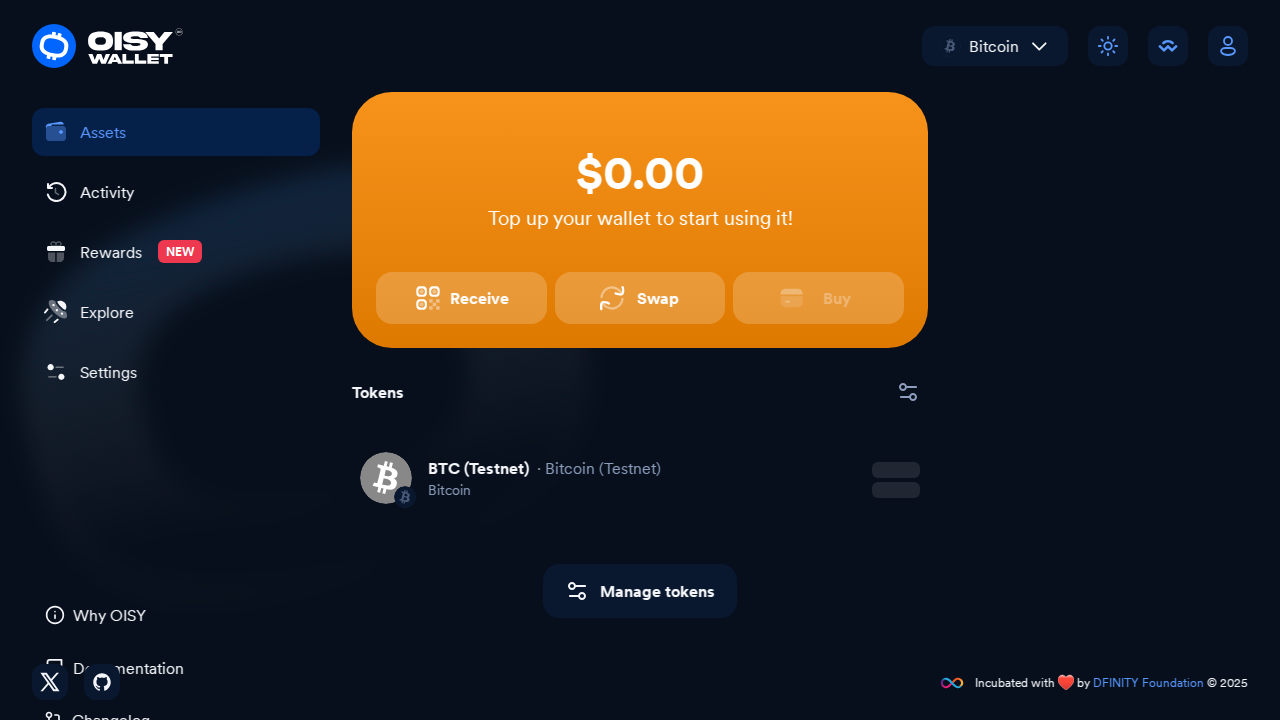 OISY
WALLET
Bitcoin
Assets
Activity
Rewards NEW
Explore
Settings
$0.00
Top up your wallet to start using it!
Receive
Swap
Buy
Tokens
BTC (Testnet) · Bitcoin (Testnet)
Bitcoin
Manage tokens
Why OISY
Documentation
Changelog
Incubated with ❤️ by DFINITY Foundation © 2025